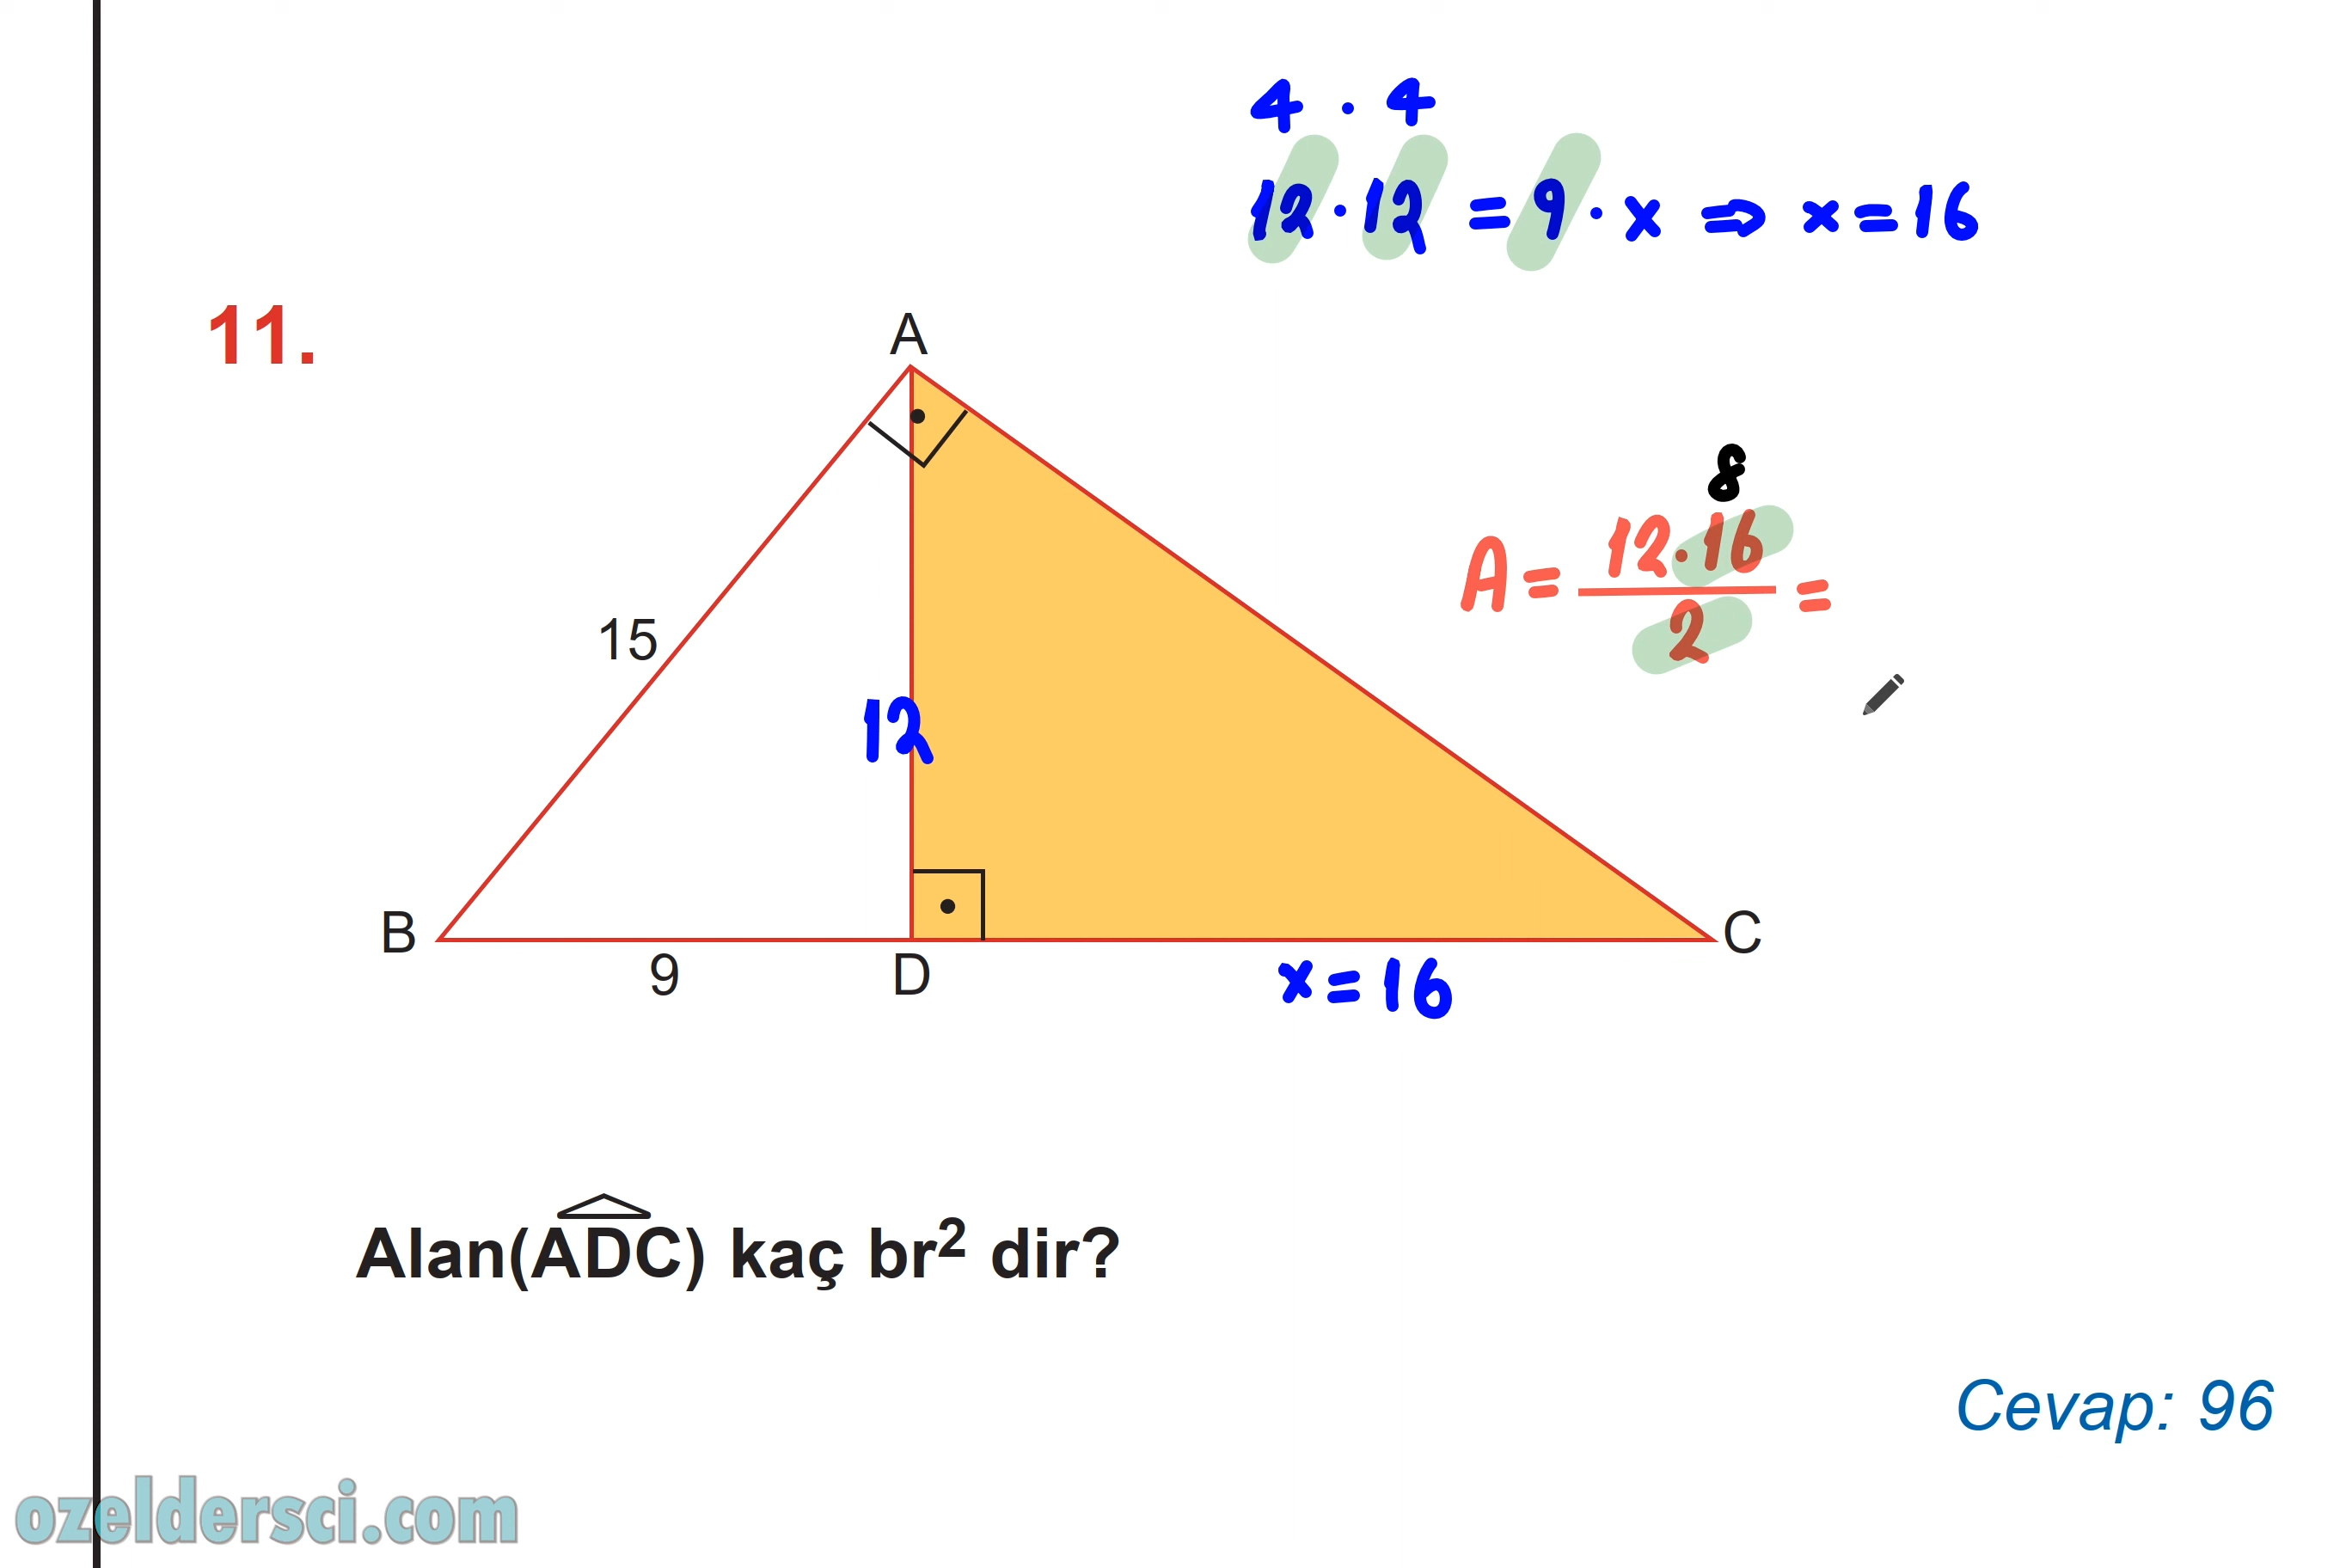 4 · 4
12 · 12 = 9 · x ⇒ x = 16
11.
A
8
A = 12 · 16 / 2 =
15
12
B
C
9
D
x = 16
Alan(ADC) kaç br² dir?
Cevap: 96
ozeldersci.com